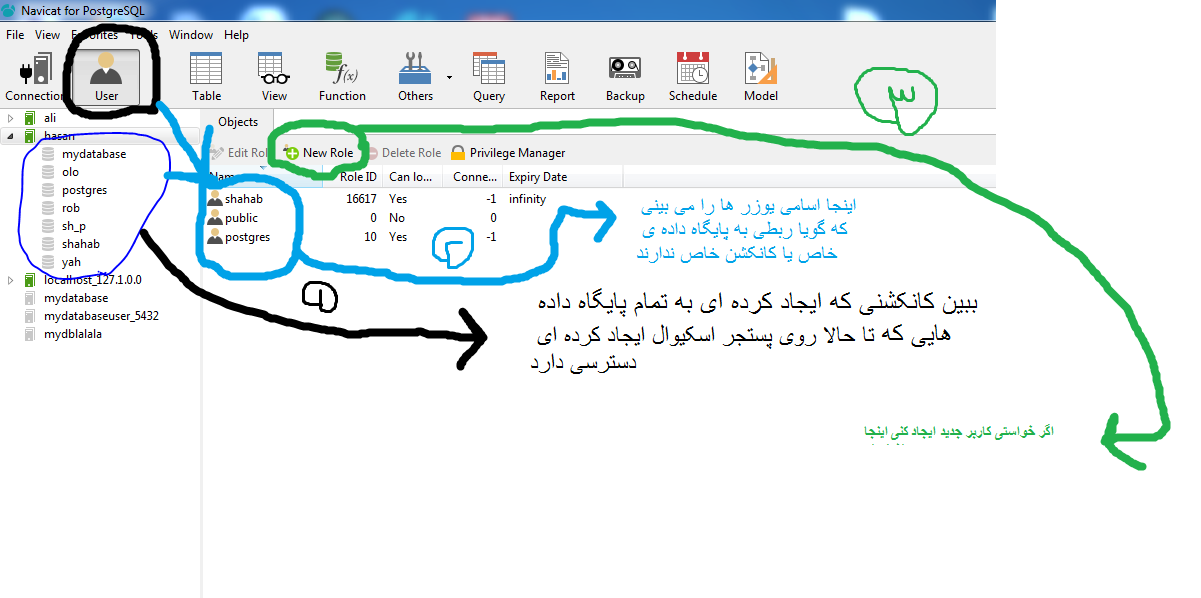 Navicat for PostgreSQL
File View Favorites Tools Window Help
Connection User Table View Function Others Query Report Backup Schedule Model
ali
hasan
mydatabase
olo
postgres
rob
sh_p
shahab
yah
localhost_127.1.0.0
mydatabase
mydatabaseuser_5432
mydblalala
Objects
Edit Rol New Role Delete Role Privilege Manager
Role ID Can lo... Conne... Expiry Date
shahab 16617 Yes -1 infinity
public 0 No 0
postgres 10 Yes -1
۳
اینجا اسامی یوزر ها را می بینی
که گویا ربطی به پایگاه داده ی
خاص یا کانکشن خاص ندارند
۲
۱
ببین کانکشنی که ایجاد کرده ای به تمام پایگاه داده
هایی که تا حالا روی پستجر اسکیوال ایجاد کرده ای
دسترسی دارد
اگر خواستی کاربر جدید ایجاد کنی اینجا